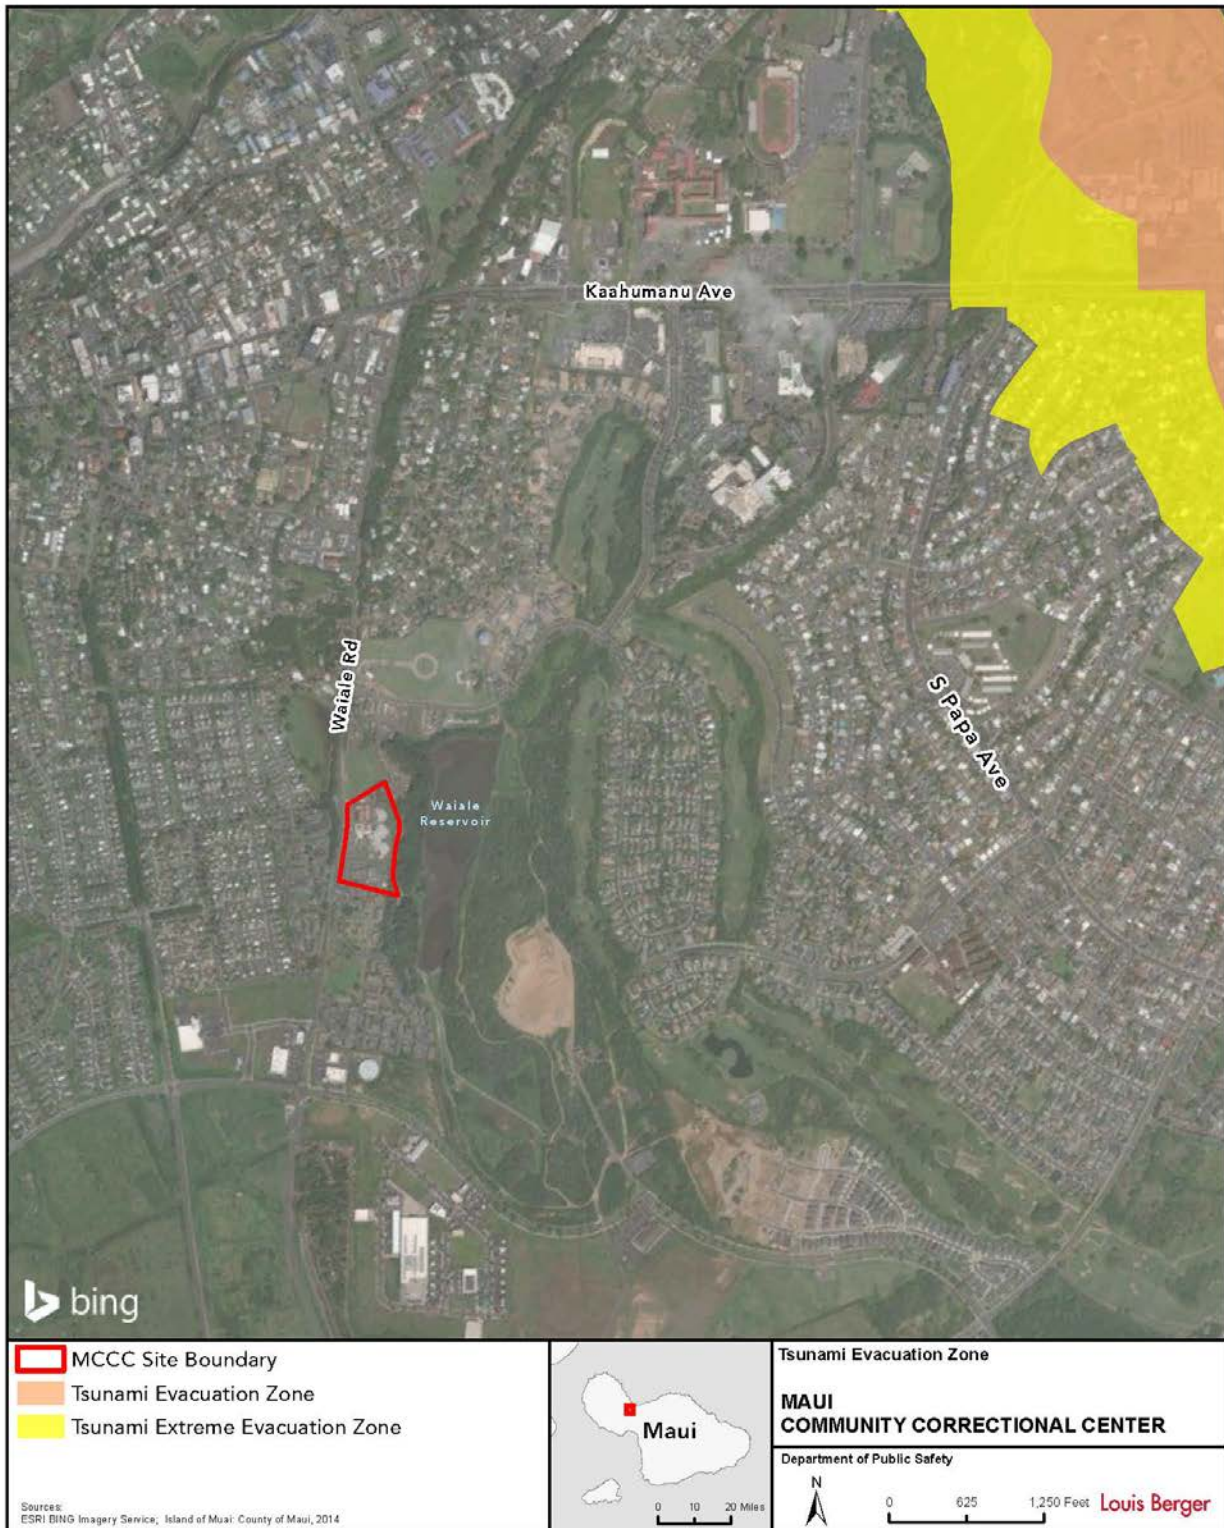 Kaahumanu Ave
Waiale Rd
S Papa Ave
Waiale
Reservoir
bing
MCCC Site Boundary
Tsunami Evacuation Zone
Tsunami Extreme Evacuation Zone
Sources:
ESRI BING Imagery Service; Island of Muai: County of Maui, 2014
Maui
0 10 20 Miles
Tsunami Evacuation Zone
MAUI
COMMUNITY CORRECTIONAL CENTER
Department of Public Safety
N
0 625 1,250 Feet
Louis Berger